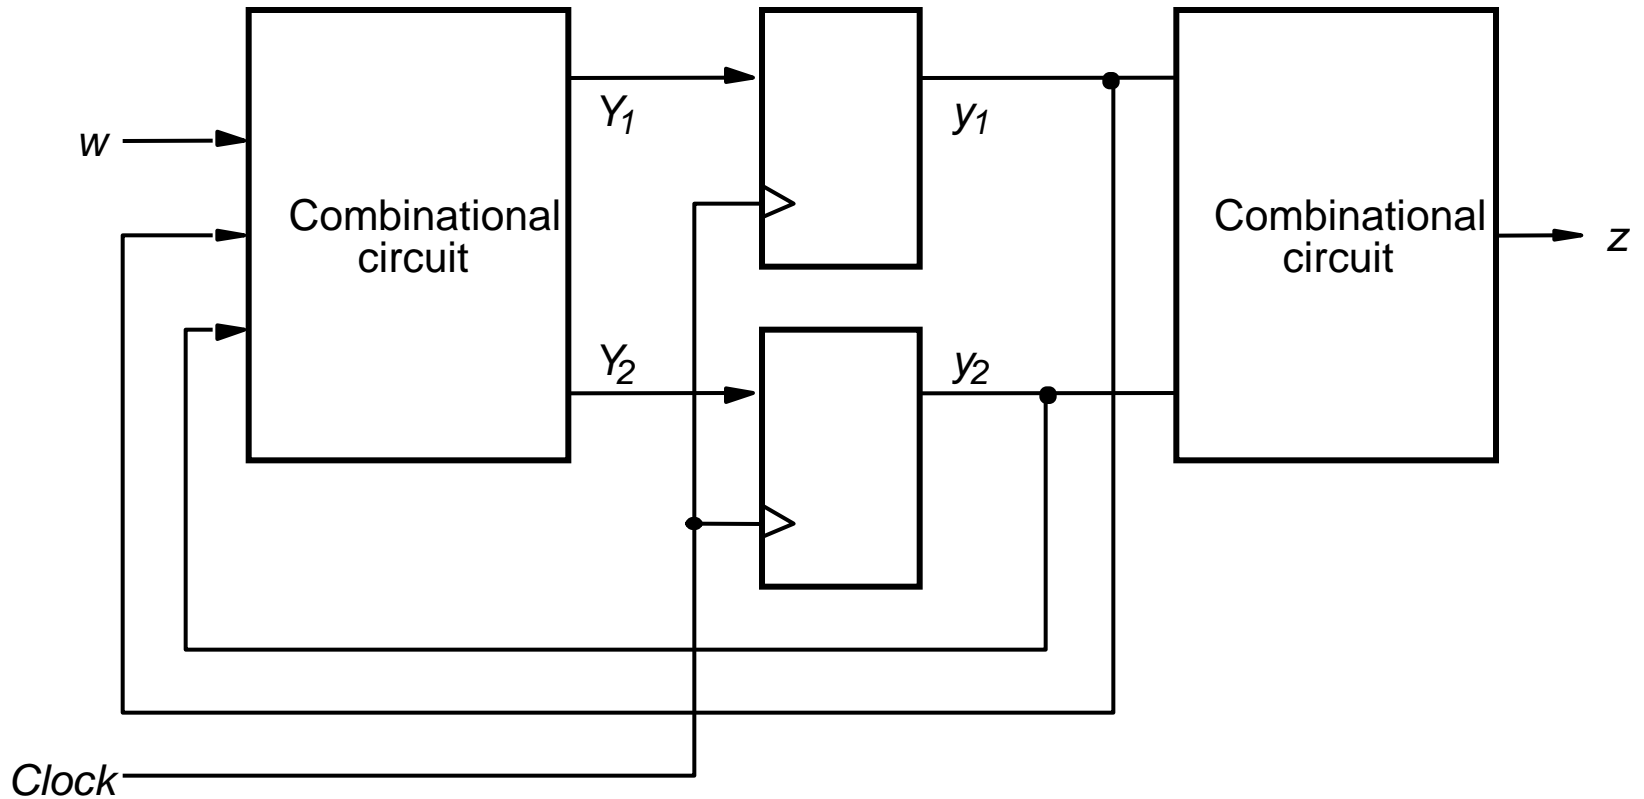 Y₁
y₁
w
Combinational
circuit
Combinational
circuit
z
Y₂
y₂
Clock